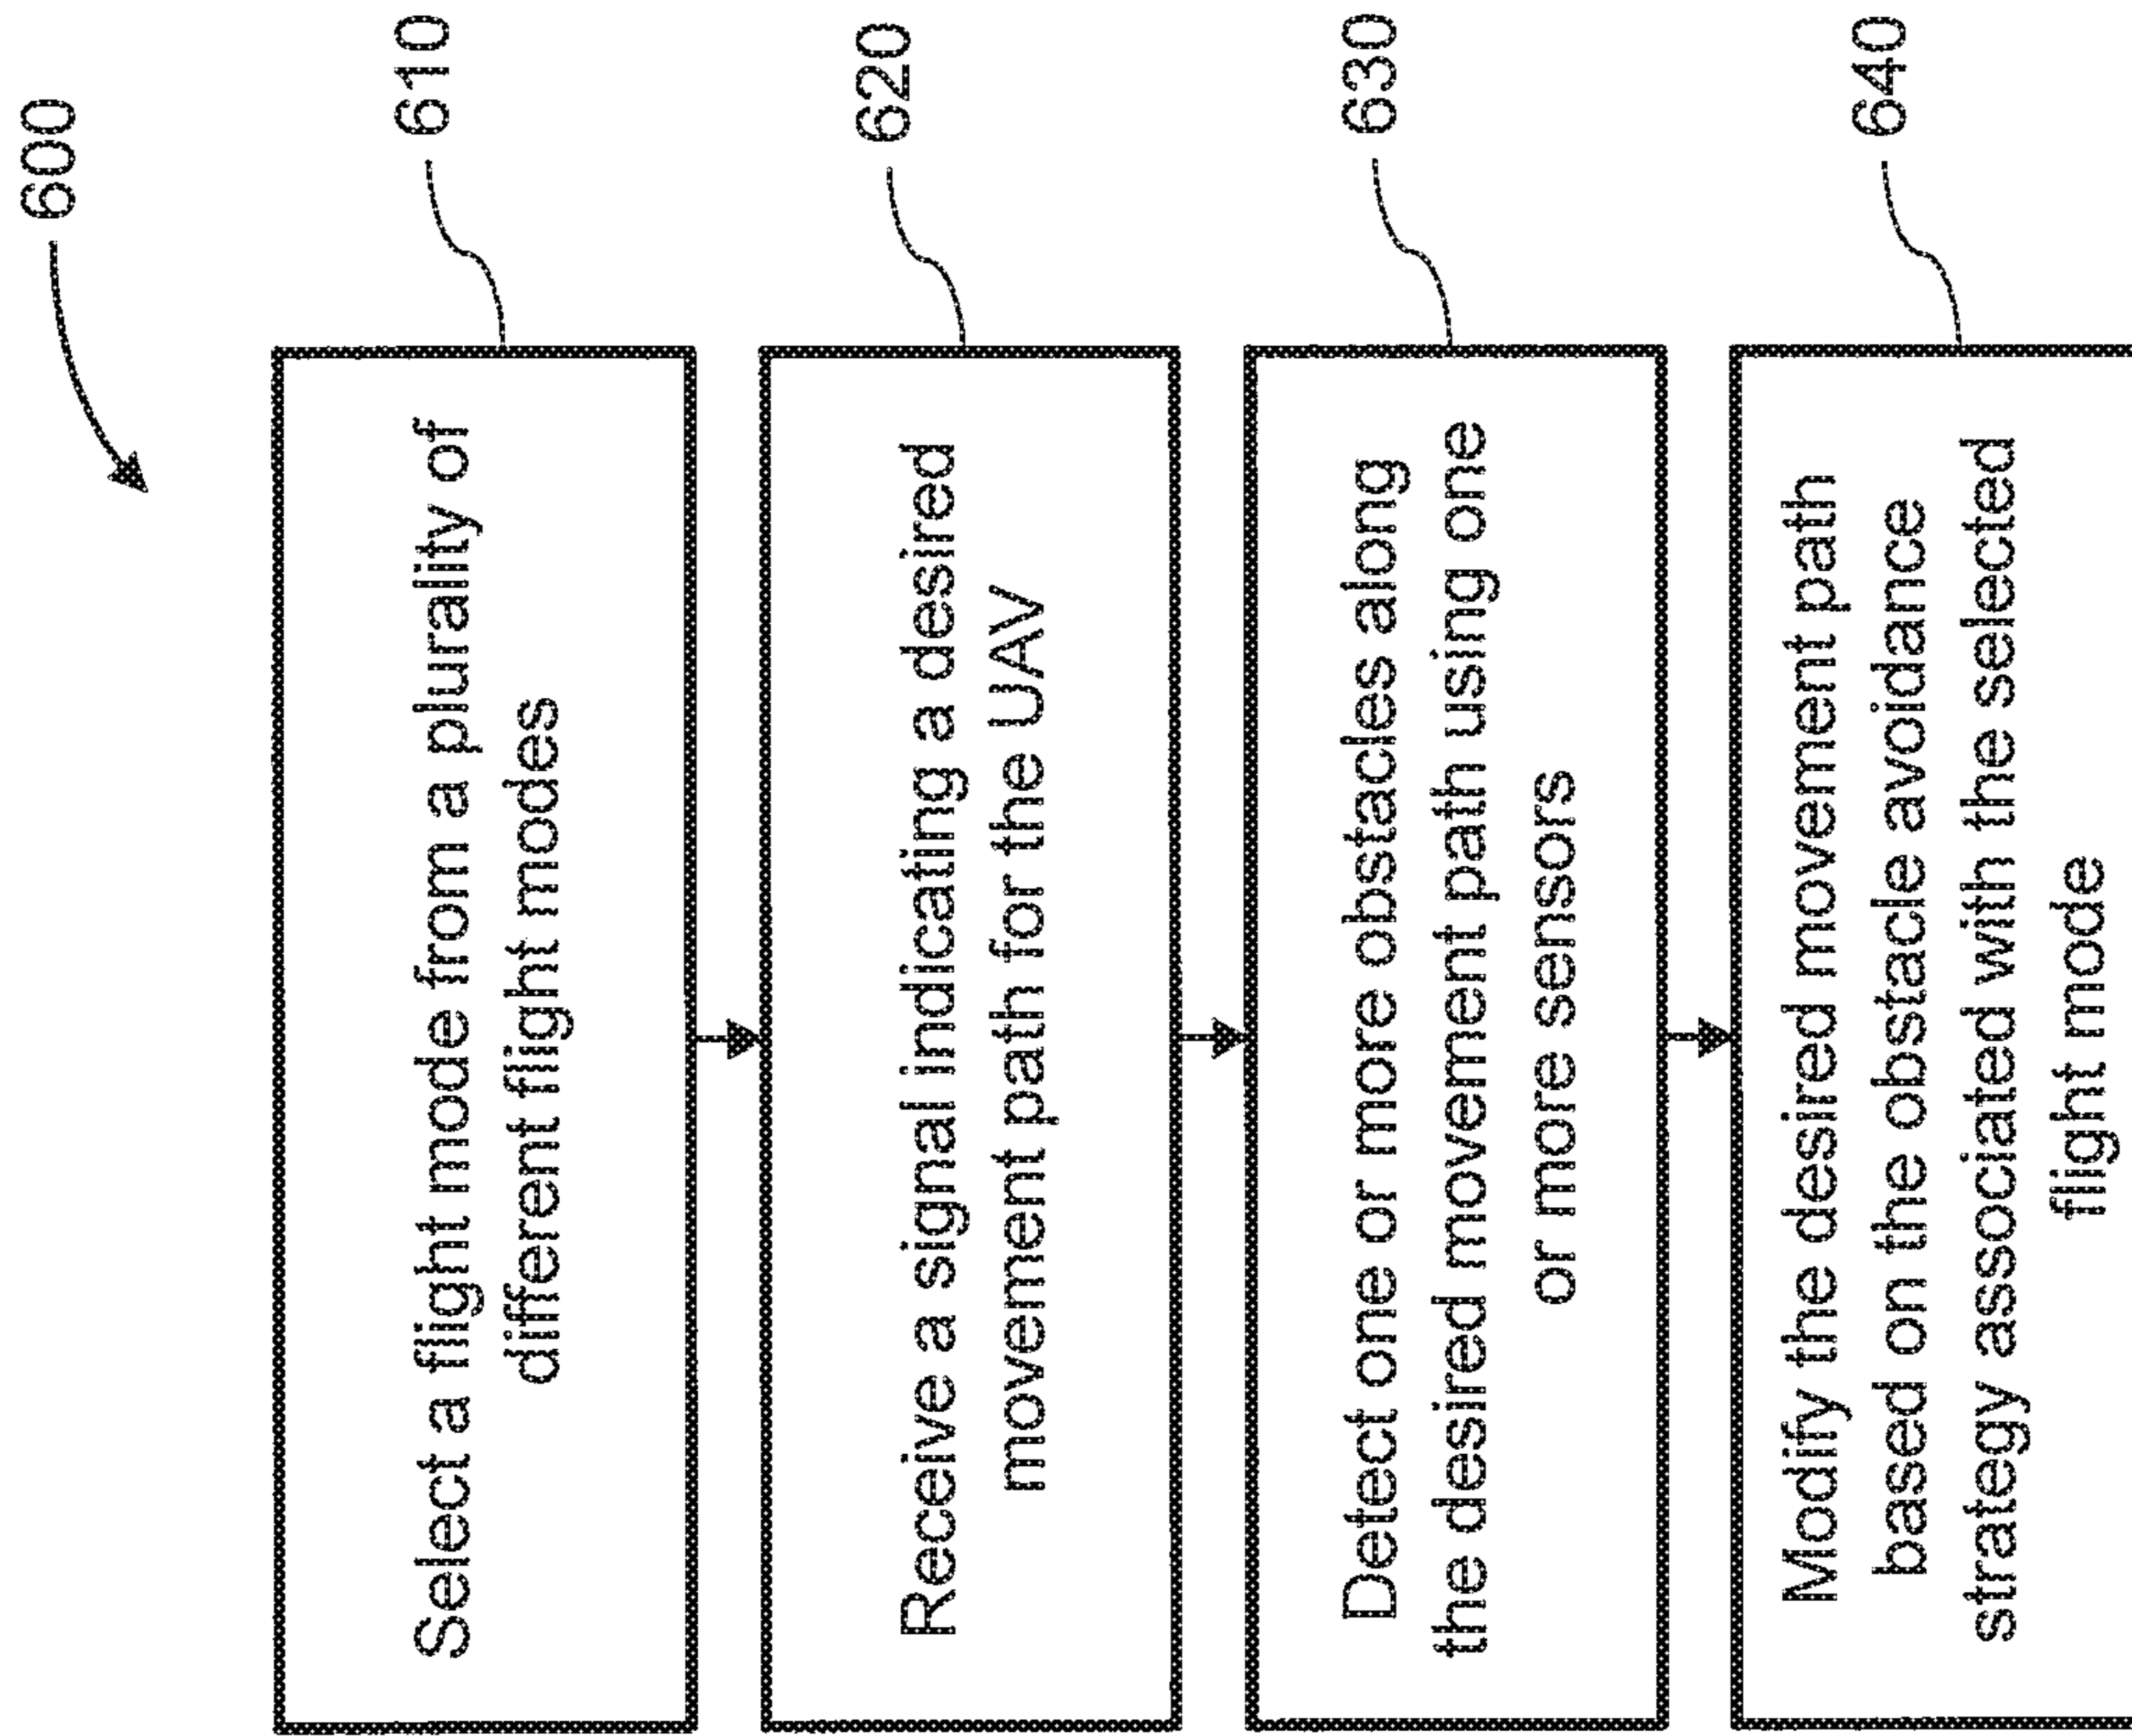 600
610
Select a flight mode from a plurality of
different flight modes
620
Receive a signal indicating a desired
movement path for the UAV
630
Detect one or more obstacles along
the desired movement path using one
or more sensors
640
Modify the desired movement path
based on the obstacle avoidance
strategy associated with the selected
flight mode